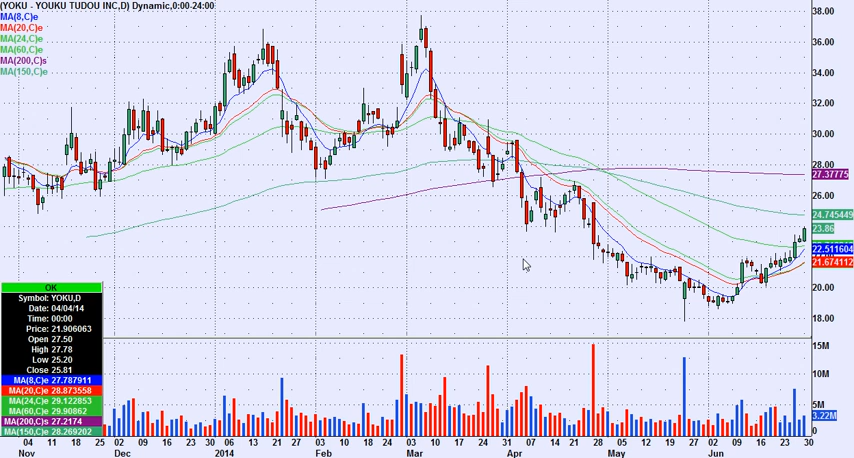 (YOKU - YOUKU TUDOU INC,D) Dynamic,0:00-24:00
MA(8,C)e
MA(20,C)e
MA(24,C)e
MA(60,C)e
MA(200,C)s
MA(150,C)e
38.00
36.00
34.00
32.00
30.00
28.00
27.37775
26.00
24.745449
23.86
22.511604
21.674112
20.00
18.00
OK
Symbol: YOKU,D
Date: 04/04/14
Time: 00:00
Price: 21.906063
Open 27.50
High 27.78
Low 25.20
Close 25.81
MA(8,C)e 27.787911
MA(20,C)e 28.873558
MA(24,C)e 29.122853
MA(60,C)e 29.90862
MA(200,C)s 27.2174
MA(150,C)e 28.269202
15M
10M
5M
3.22M
0
04 11 18 25 02 09 16 23 30 06 13 21 27 03 10 18 24 03 10 17 24 31 07 14 21 28 05 12 19 27 02 09 16 23 30
Nov Dec 2014 Feb Mar Apr May Jun